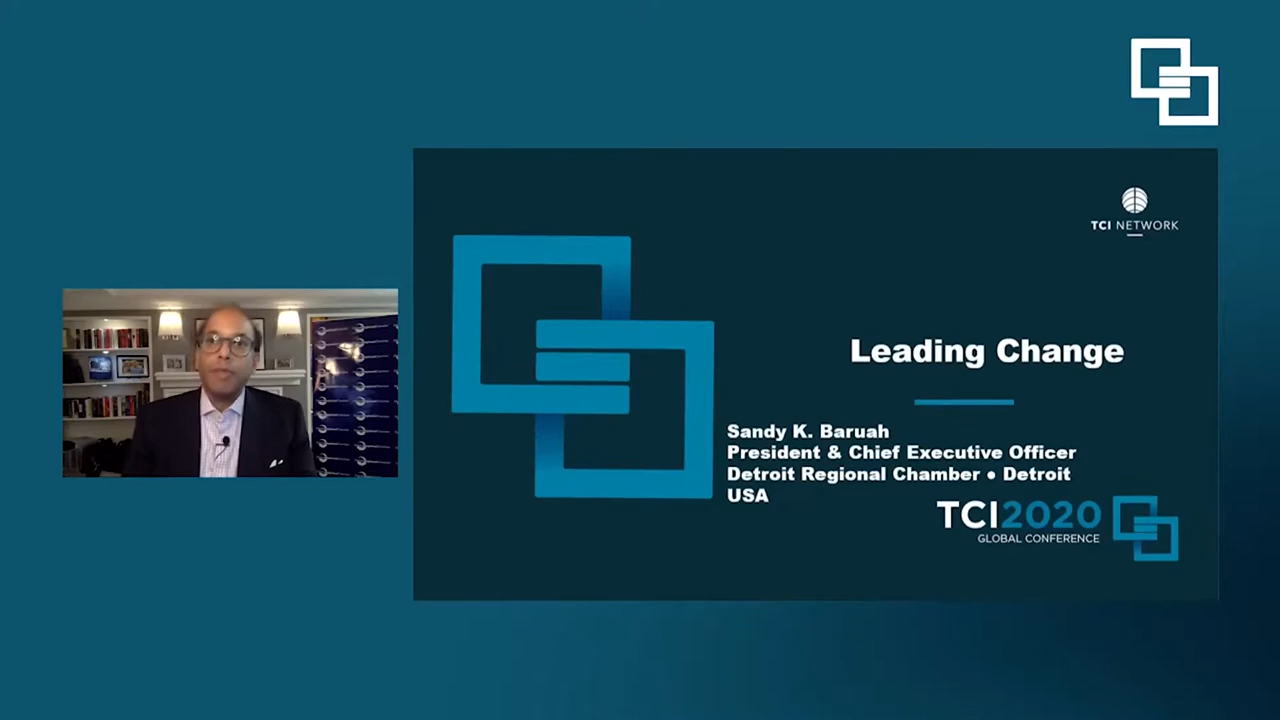 TCI NETWORK
Leading Change
Sandy K. Baruah
President & Chief Executive Officer
Detroit Regional Chamber • Detroit
USA
TCI2020
GLOBAL CONFERENCE